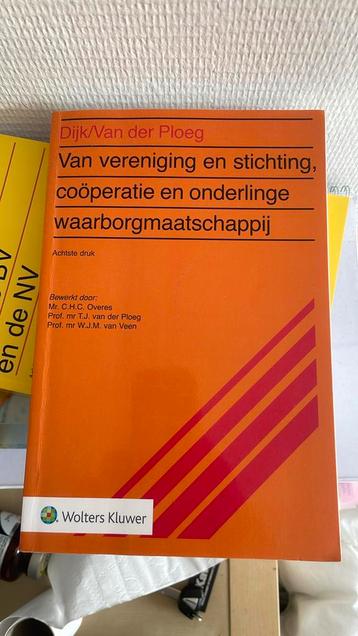 Dijk/Van der Ploeg
Van vereniging en stichting,
coöperatie en onderlinge
waarborgmaatschappij
Achtste druk
Bewerkt door:
Mr. C.H.C. Overes
Prof. mr T.J. van der Ploeg
Prof. mr W.J.M. van Veen
Wolters Kluwer
BV
en de NV